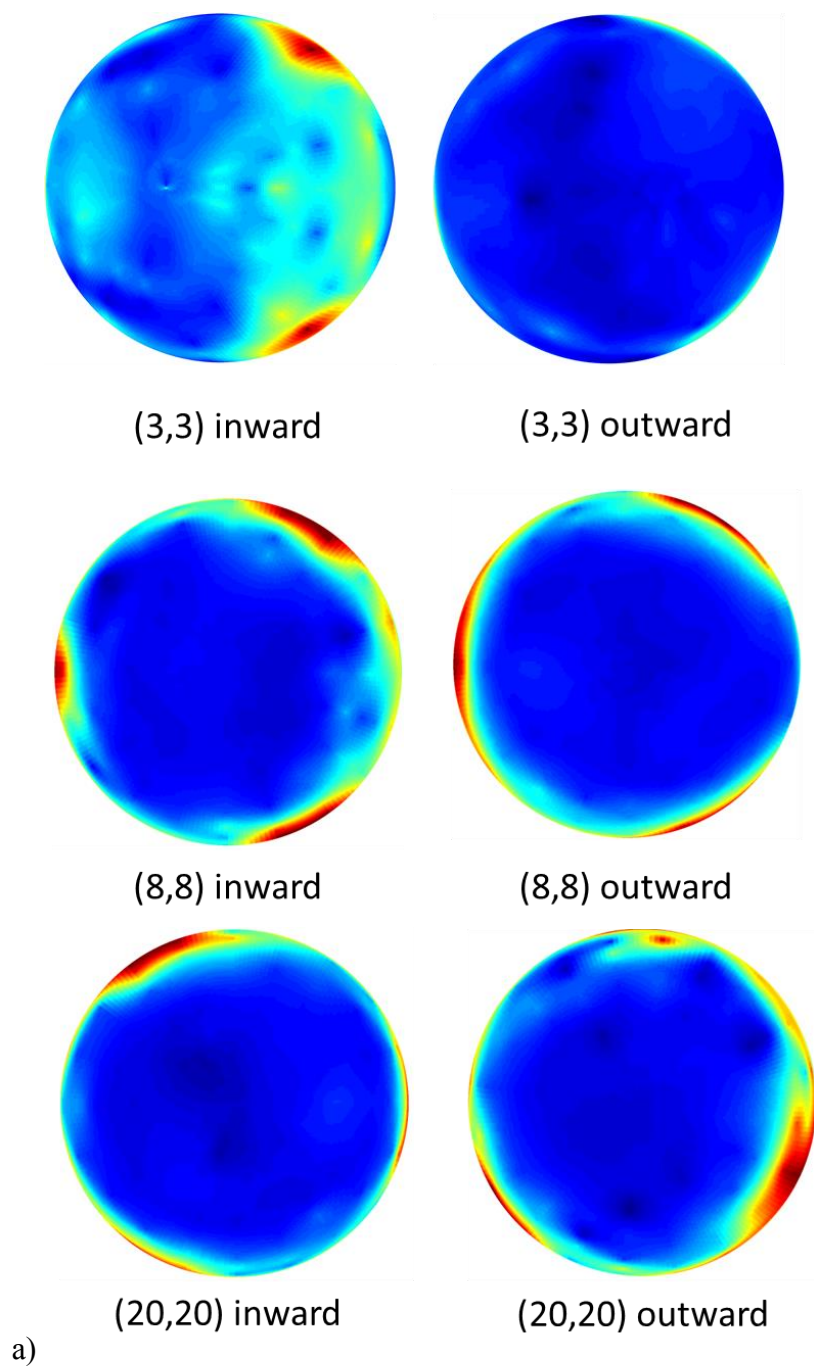 (3,3) inward (3,3) outward
(8,8) inward (8,8) outward
(20,20) inward (20,20) outward
a)